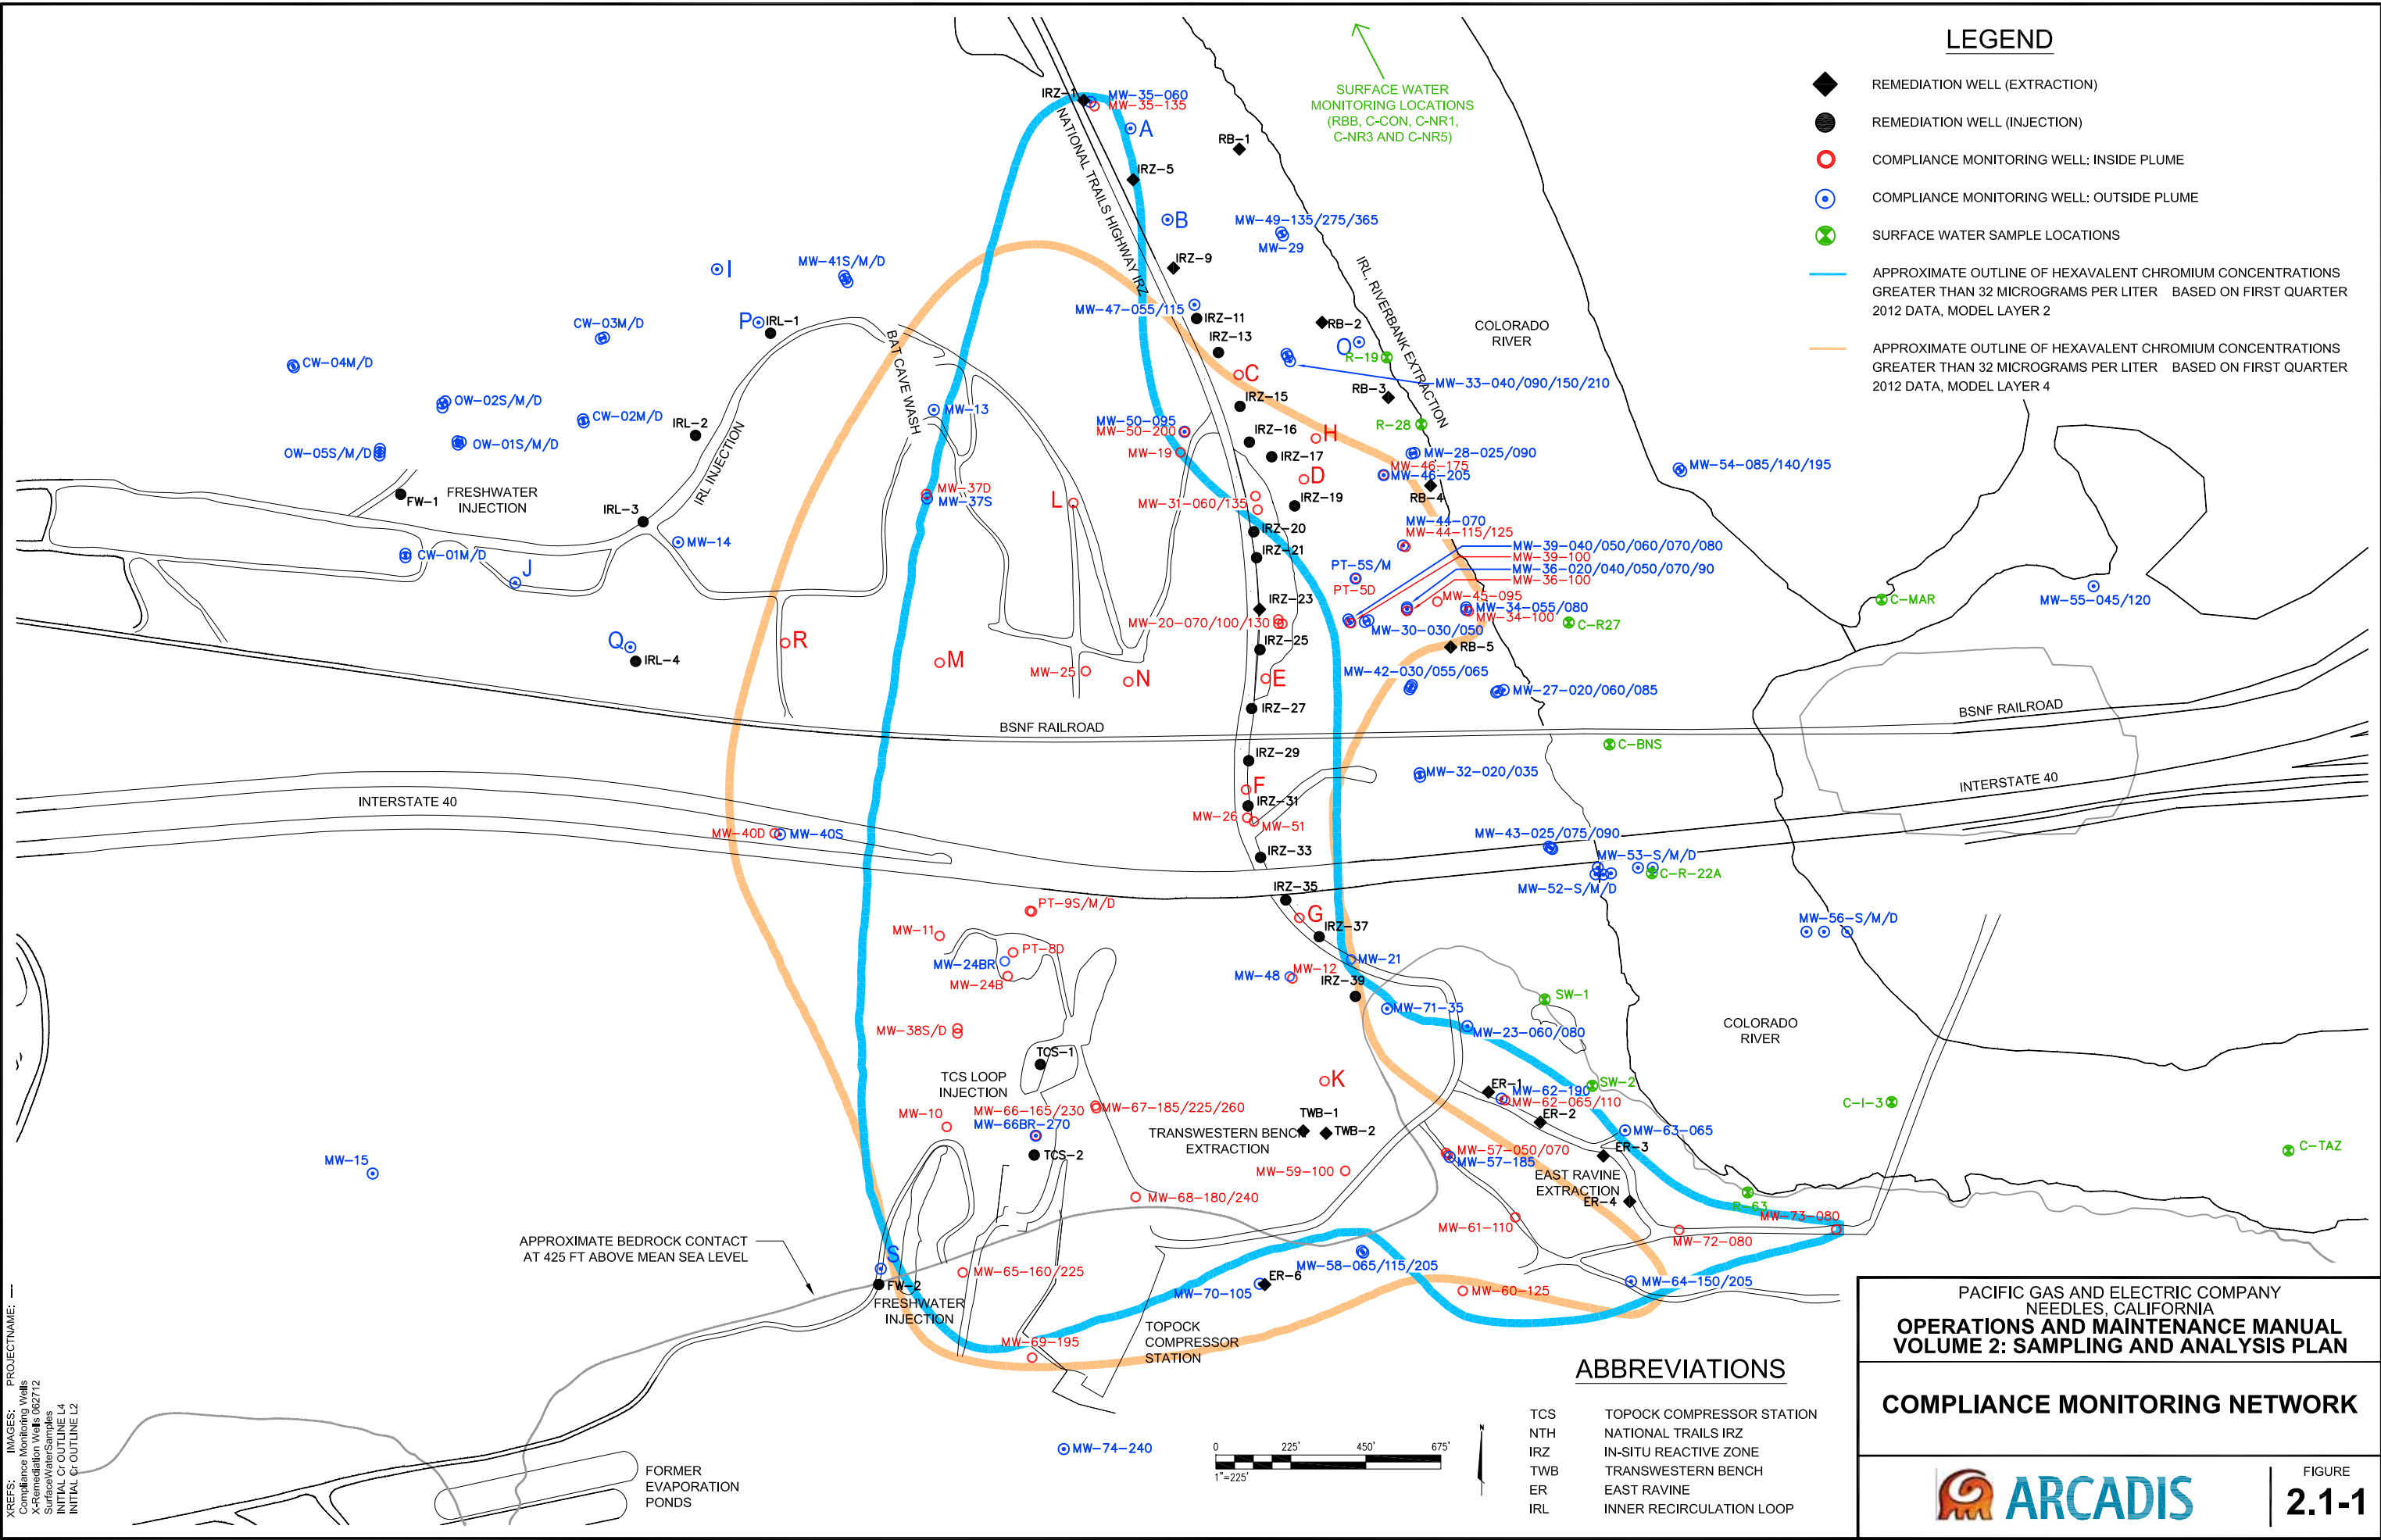 LEGEND
REMEDIATION WELL (EXTRACTION)
REMEDIATION WELL (INJECTION)
COMPLIANCE MONITORING WELL: INSIDE PLUME
COMPLIANCE MONITORING WELL: OUTSIDE PLUME
SURFACE WATER SAMPLE LOCATIONS
APPROXIMATE OUTLINE OF HEXAVALENT CHROMIUM CONCENTRATIONS
GREATER THAN 32 MICROGRAMS PER LITER BASED ON FIRST QUARTER
2012 DATA, MODEL LAYER 2
APPROXIMATE OUTLINE OF HEXAVALENT CHROMIUM CONCENTRATIONS
GREATER THAN 32 MICROGRAMS PER LITER BASED ON FIRST QUARTER
2012 DATA, MODEL LAYER 4
SURFACE WATER
MONITORING LOCATIONS
(RBB, C-CON, C-NR1,
C-NR3 AND C-NR5)
IRZ-1
MW-35-060
MW-35-135
A
RB-1
IRZ-5
NATIONAL TRAILS HIGHWAY IRZ
B
MW-49-135/275/365
MW-29
IRZ-9
I
MW-41S/M/D
MW-47-055/115
IRZ-11
IRL, RIVERBANK EXTRACTION
COLORADO
RIVER
CW-03M/D
P
IRL-1
BAT CAVE WASH
IRZ-13
RB-2
O
R-19
CW-04M/D
C
MW-33-040/090/150/210
RB-3
OW-02S/M/D
CW-02M/D
MW-13
IRZ-15
IRL-2
MW-50-095
MW-50-200
R-28
OW-05S/M/D
OW-01S/M/D
IRL INJECTION
MW-19
IRZ-16
H
IRZ-17
MW-28-025/090
MW-46-175
MW-46-205
MW-54-085/140/195
D
RB-4
FW-1
FRESHWATER
INJECTION
MW-37D
MW-37S
L
MW-31-060/135
IRZ-19
IRL-3
MW-44-070
MW-44-115/125
IRZ-20
MW-14
CW-01M/D
J
IRZ-21
MW-39-040/050/060/070/080
MW-39-100
MW-36-020/040/050/070/90
MW-36-100
PT-5S/M
PT-5D
MW-45-095
MW-34-055/080
MW-34-100
C-MAR
MW-55-045/120
C-R27
IRZ-23
MW-20-070/100/130
MW-30-030/050
IRZ-25
Q
IRL-4
R
M
MW-25
N
E
RB-5
MW-42-030/055/065
MW-27-020/060/085
IRZ-27
BSNF RAILROAD
BSNF RAILROAD
C-BNS
IRZ-29
MW-32-020/035
F
IRZ-31
INTERSTATE 40
INTERSTATE 40
MW-26
MW-51
MW-40D
MW-40S
MW-43-025/075/090
IRZ-33
MW-53-S/M/D
C-R-22A
MW-52-S/M/D
IRZ-35
PT-9S/M/D
G
MW-56-S/M/D
MW-11
IRZ-37
PT-8D
MW-24BR
MW-24B
MW-21
MW-48
MW-12
IRZ-39
SW-1
MW-71-35
MW-23-060/080
MW-38S/D
COLORADO
RIVER
TCS-1
TCS LOOP
INJECTION
K
SW-2
ER-1
MW-62-190
MW-62-065/110
C-I-3
MW-10
MW-66-165/230
MW-66BR-270
MW-67-185/225/260
TWB-1
TWB-2
TRANSWESTERN BENCH
EXTRACTION
ER-2
MW-63-065
MW-15
TCS-2
MW-57-050/070
MW-57-185
ER-3
C-TAZ
MW-59-100
EAST RAVINE
EXTRACTION
ER-4
MW-68-180/240
R-63
MW-73-080
MW-61-110
MW-72-080
APPROXIMATE BEDROCK CONTACT
AT 425 FT ABOVE MEAN SEA LEVEL
S
FW-2
FRESHWATER
INJECTION
MW-65-160/225
MW-58-065/115/205
ER-6
MW-70-105
MW-64-150/205
MW-60-125
MW-69-195
TOPOCK
COMPRESSOR
STATION
MW-74-240
FORMER
EVAPORATION
PONDS
0 225' 450' 675'
1"=225'
N
ABBREVIATIONS
TCS TOPOCK COMPRESSOR STATION
NTH NATIONAL TRAILS IRZ
IRZ IN-SITU REACTIVE ZONE
TWB TRANSWESTERN BENCH
ER EAST RAVINE
IRL INNER RECIRCULATION LOOP
PACIFIC GAS AND ELECTRIC COMPANY
NEEDLES, CALIFORNIA
OPERATIONS AND MAINTENANCE MANUAL
VOLUME 2: SAMPLING AND ANALYSIS PLAN
COMPLIANCE MONITORING NETWORK
ARCADIS
FIGURE
2.1-1
XREFS: IMAGES: PROJECTNAME: ---
Compliance Monitoring Wells
X-Remediation Wells 062712
SurfaceWaterSamples
INITIAL Cr OUTLINE L4
INITIAL Cr OUTLINE L2